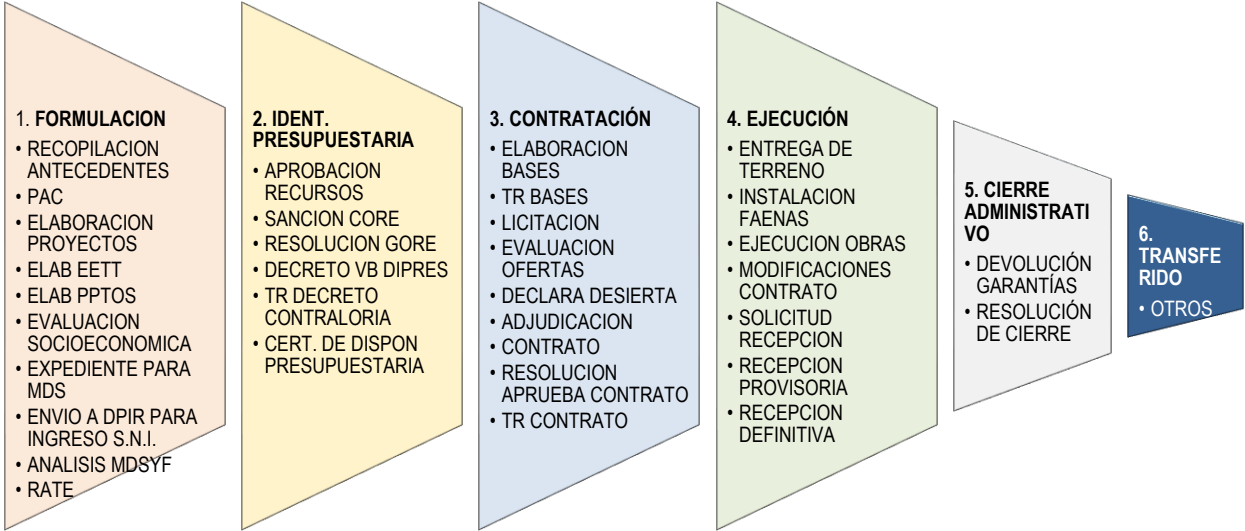 1. FORMULACION
• RECOPILACION
ANTECEDENTES
• PAC
• ELABORACION
PROYECTOS
• ELAB EETT
• ELAB PPTOS
• EVALUACION
SOCIOECONOMICA
• EXPEDIENTE PARA
MDS
• ENVIO A DPIR PARA
INGRESO S.N.I.
• ANALISIS MDSYF
• RATE
2. IDENT.
PRESUPUESTARIA
• APROBACION
RECURSOS
• SANCION CORE
• RESOLUCION GORE
• DECRETO VB DIPRES
• TR DECRETO
CONTRALORIA
• CERT. DE DISPON
PRESUPUESTARIA
3. CONTRATACIÓN
• ELABORACION
BASES
• TR BASES
• LICITACION
• EVALUACION
OFERTAS
• DECLARA DESIERTA
• ADJUDICACION
• CONTRATO
• RESOLUCION
APRUEBA CONTRATO
• TR CONTRATO
4. EJECUCIÓN
• ENTREGA DE
TERRENO
• INSTALACION
FAENAS
• EJECUCION OBRAS
• MODIFICACIONES
CONTRATO
• SOLICITUD
RECEPCION
• RECEPCION
PROVISORIA
• RECEPCION
DEFINITIVA
5. CIERRE
ADMINISTRATI
VO
• DEVOLUCIÓN
GARANTÍAS
• RESOLUCIÓN
DE CIERRE
6.
TRANSFE
RIDO
• OTROS